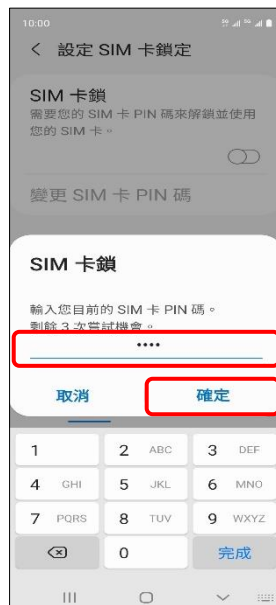 10:00
設定 SIM 卡鎖定
SIM 卡鎖
需要您的 SIM 卡 PIN 碼來解鎖並使用
您的 SIM 卡。
變更 SIM 卡 PIN 碼
SIM 卡鎖
輸入您目前的 SIM 卡 PIN 碼。
剩餘 3 次嘗試機會。
••••
取消 確定
1 2 ABC 3 DEF
4 GHI 5 JKL 6 MNO
7 PQRS 8 TUV 9 WXYZ
0 完成